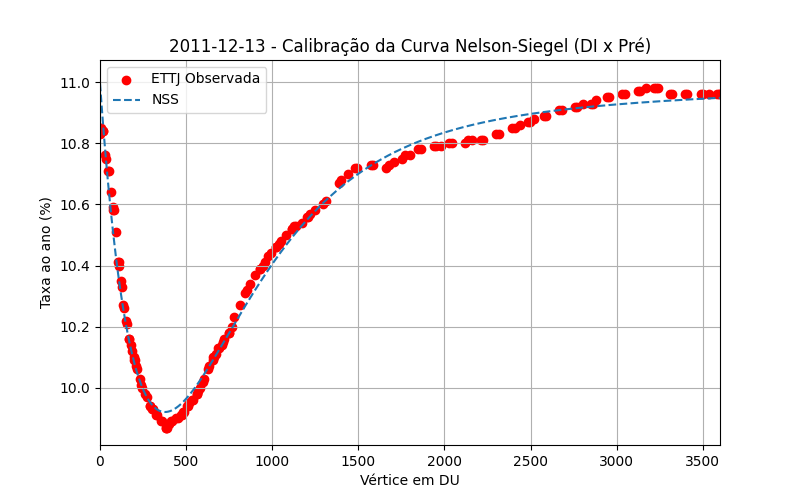 2011-12-13 - Calibração da Curva Nelson-Siegel (DI x Pré)
ETTJ Observada
NSS
11.0
10.8
10.6
10.4
10.2
10.0
Taxa ao ano (%)
0 500 1000 1500 2000 2500 3000 3500
Vértice em DU